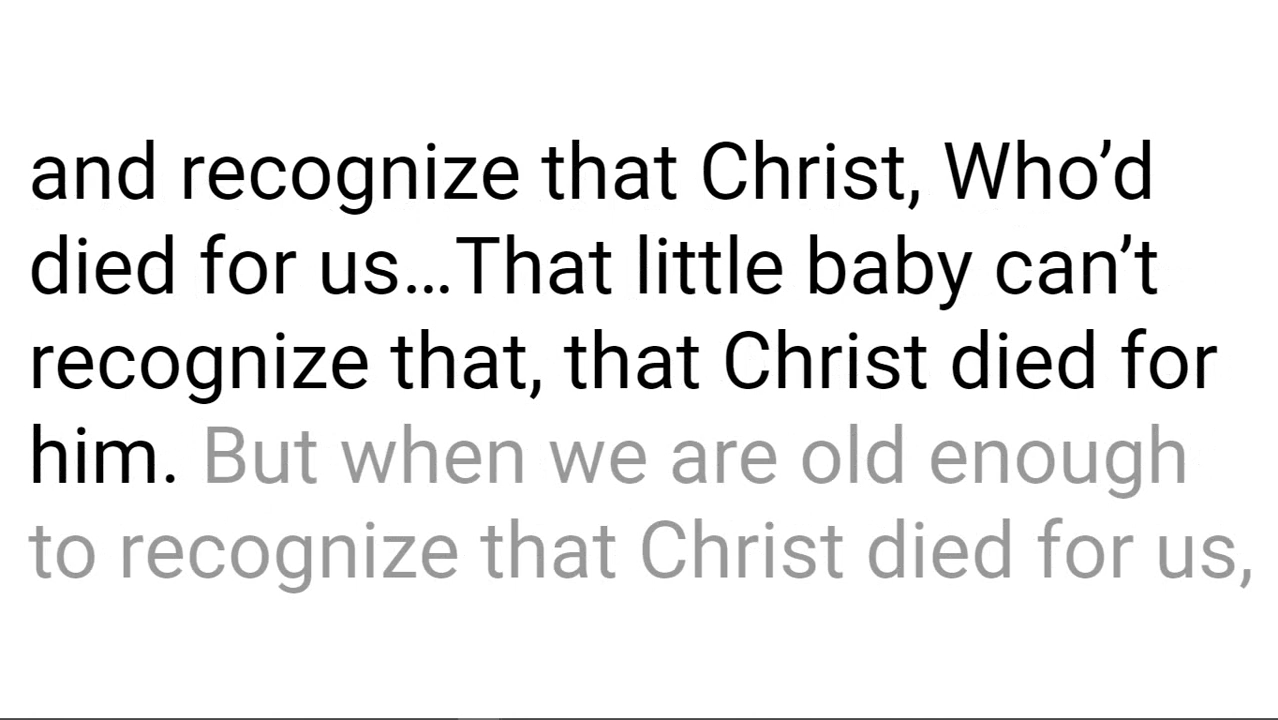 and recognize that Christ, Who’d
died for us…That little baby can’t
recognize that, that Christ died for
him. But when we are old enough
to recognize that Christ died for us,